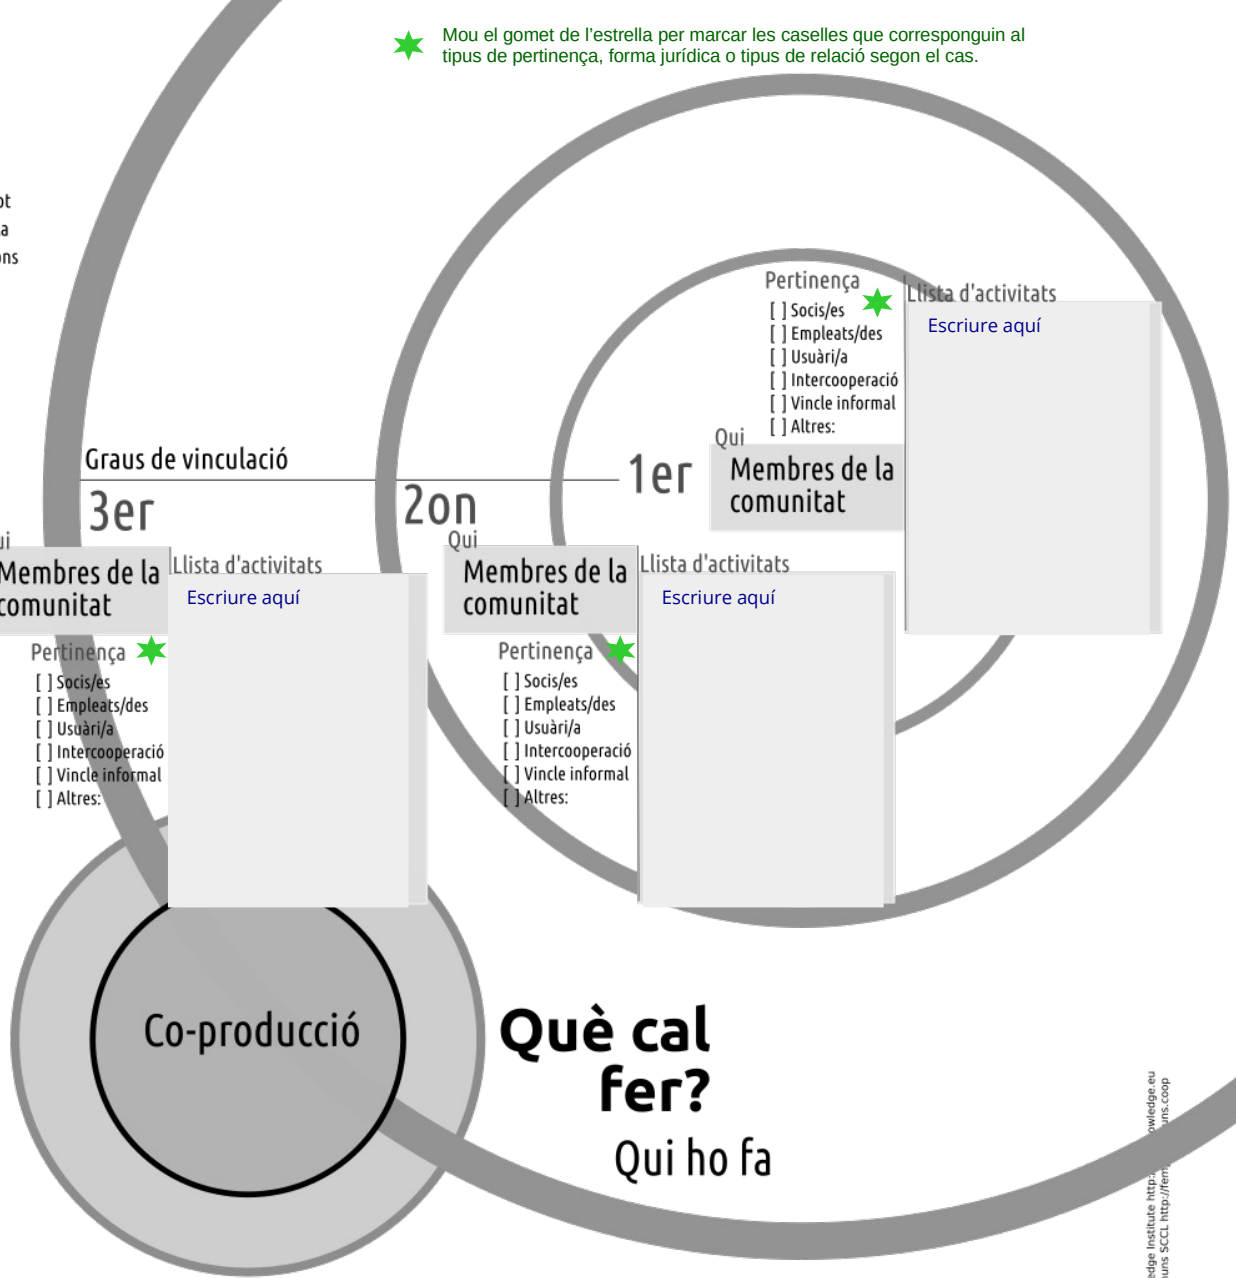 Mou el gomet de l'estrella per marcar les caselles que corresponguin al
tipus de pertinença, forma jurídica o tipus de relació segon el cas.
Pertinença
[ ] Socis/es
[ ] Empleats/des
[ ] Usuàri/a
[ ] Intercooperació
[ ] Vincle informal
[ ] Altres:
Llista d'activitats
Escriure aquí
Qui
Membres de la
comunitat
Graus de vinculació
1er
2on
3er
Membres de la
comunitat
Llista d'activitats
Escriure aquí
Pertinença
[ ] Socis/es
[ ] Empleats/des
[ ] Usuàri/a
[ ] Intercooperació
[ ] Vincle informal
[ ] Altres:
Qui
Membres de la
comunitat
Llista d'activitats
Escriure aquí
Pertinença
[ ] Socis/es
[ ] Empleats/des
[ ] Usuàri/a
[ ] Intercooperació
[ ] Vincle informal
[ ] Altres:
Co-producció
Què cal
fer?
Qui ho fa
Institute
SCCL